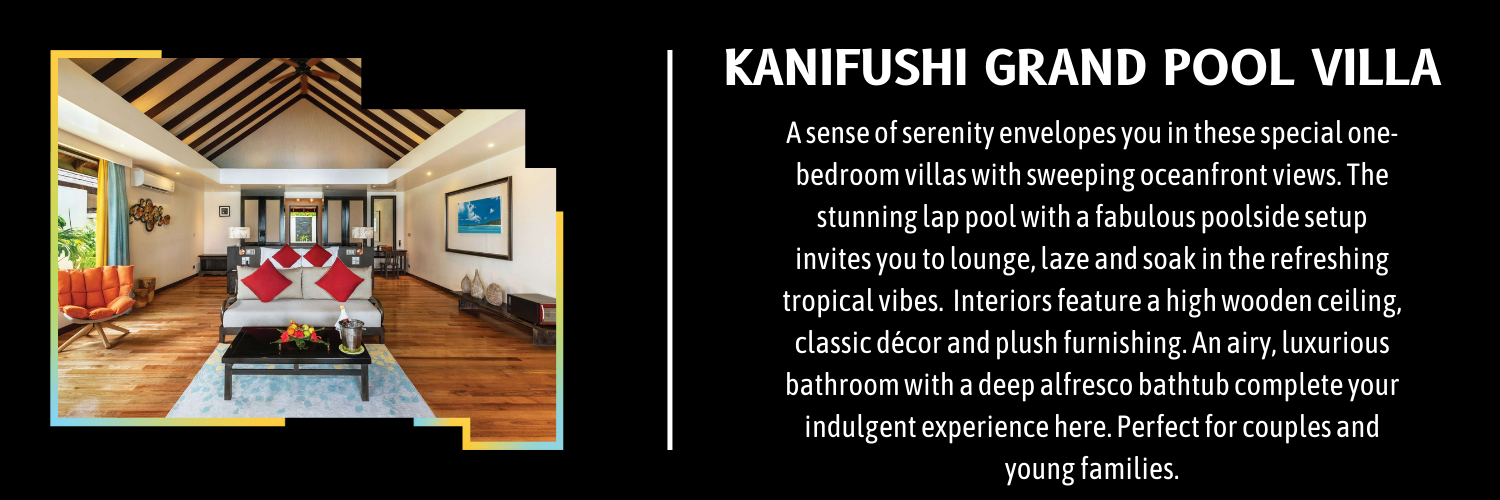 KANIFUSHI GRAND POOL VILLA
A sense of serenity envelopes you in these special one-
bedroom villas with sweeping oceanfront views. The
stunning lap pool with a fabulous poolside setup
invites you to lounge, laze and soak in the refreshing
tropical vibes.  Interiors feature a high wooden ceiling,
classic décor and plush furnishing. An airy, luxurious
bathroom with a deep alfresco bathtub complete your
indulgent experience here. Perfect for couples and
young families.